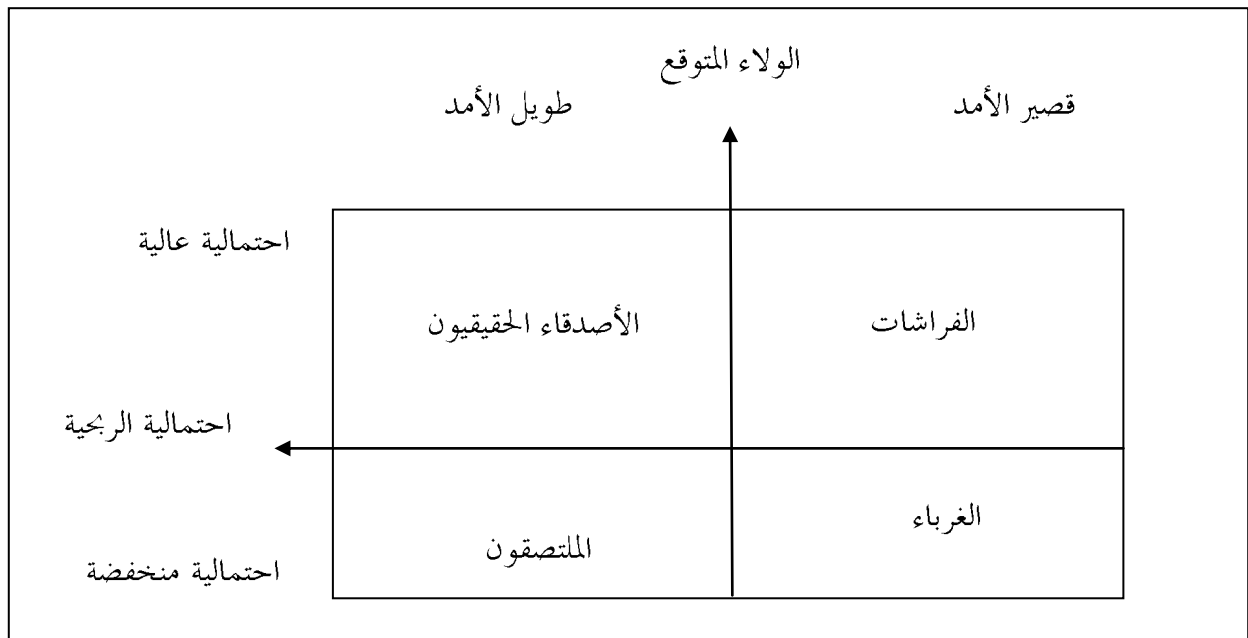 الولاء المتوقع
قصير الأمد
طويل الأمد
احتمالية عالية
الفراشات
الأصدقاء الحقيقيون
احتمالية الربحية
الغرباء
الملتصقون
احتمالية منخفضة